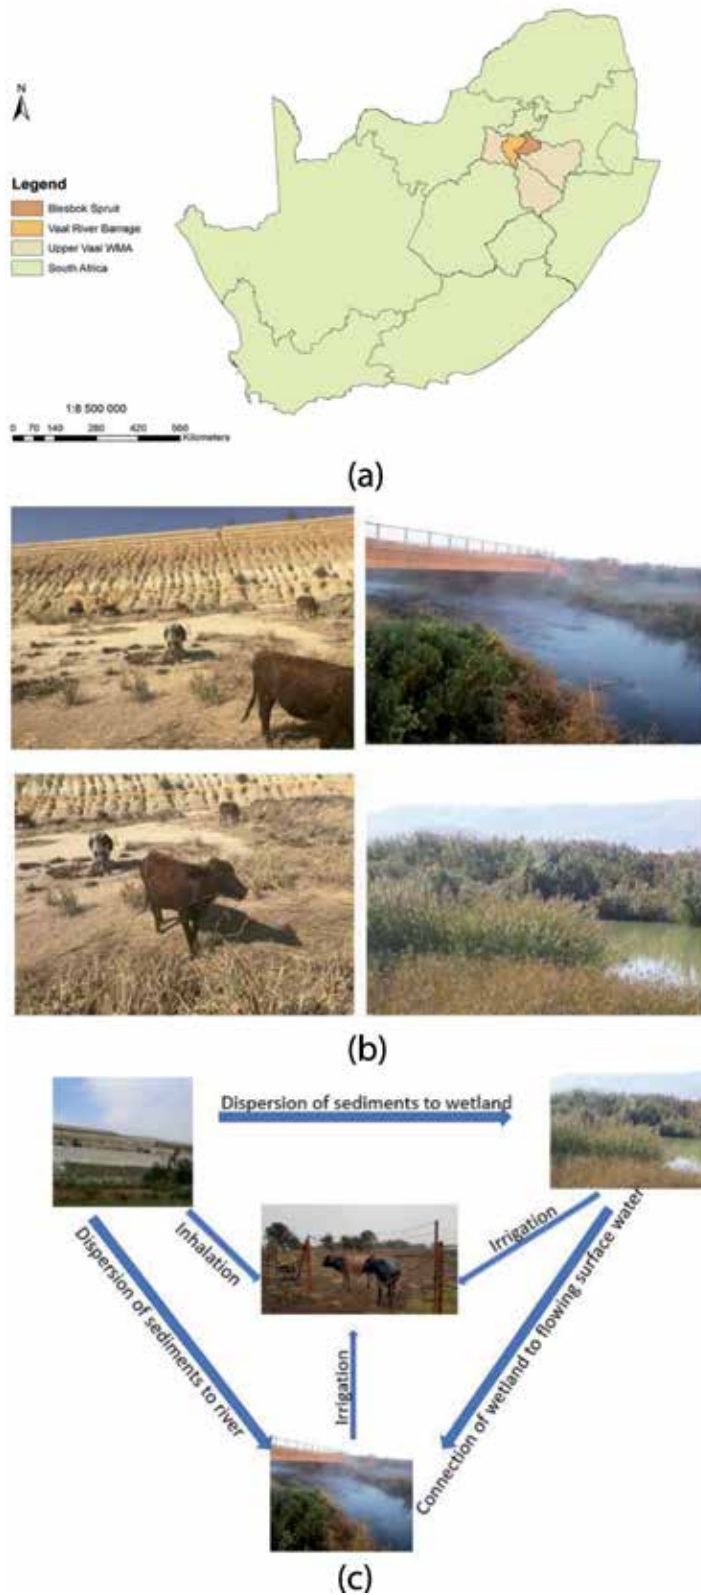 N
Legend
Blesbok Spruit
Vaal River Barrage
Upper Vaal WMA
South Africa
1:8 500 000
0 70 140 280 420 560
Kilometers
(a)
(b)
Dispersion of sediments to wetland
Inhalation
Irrigation
Dispersion of sediments to river
Irrigation
Connection of wetland to flowing surface water
(c)